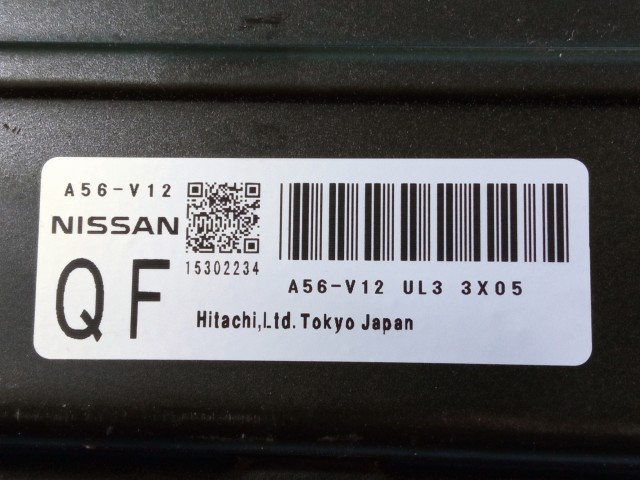 A56-V12
NISSAN
QF
15302234
A56-V12 UL3 3X05
Hitachi,Ltd. Tokyo Japan